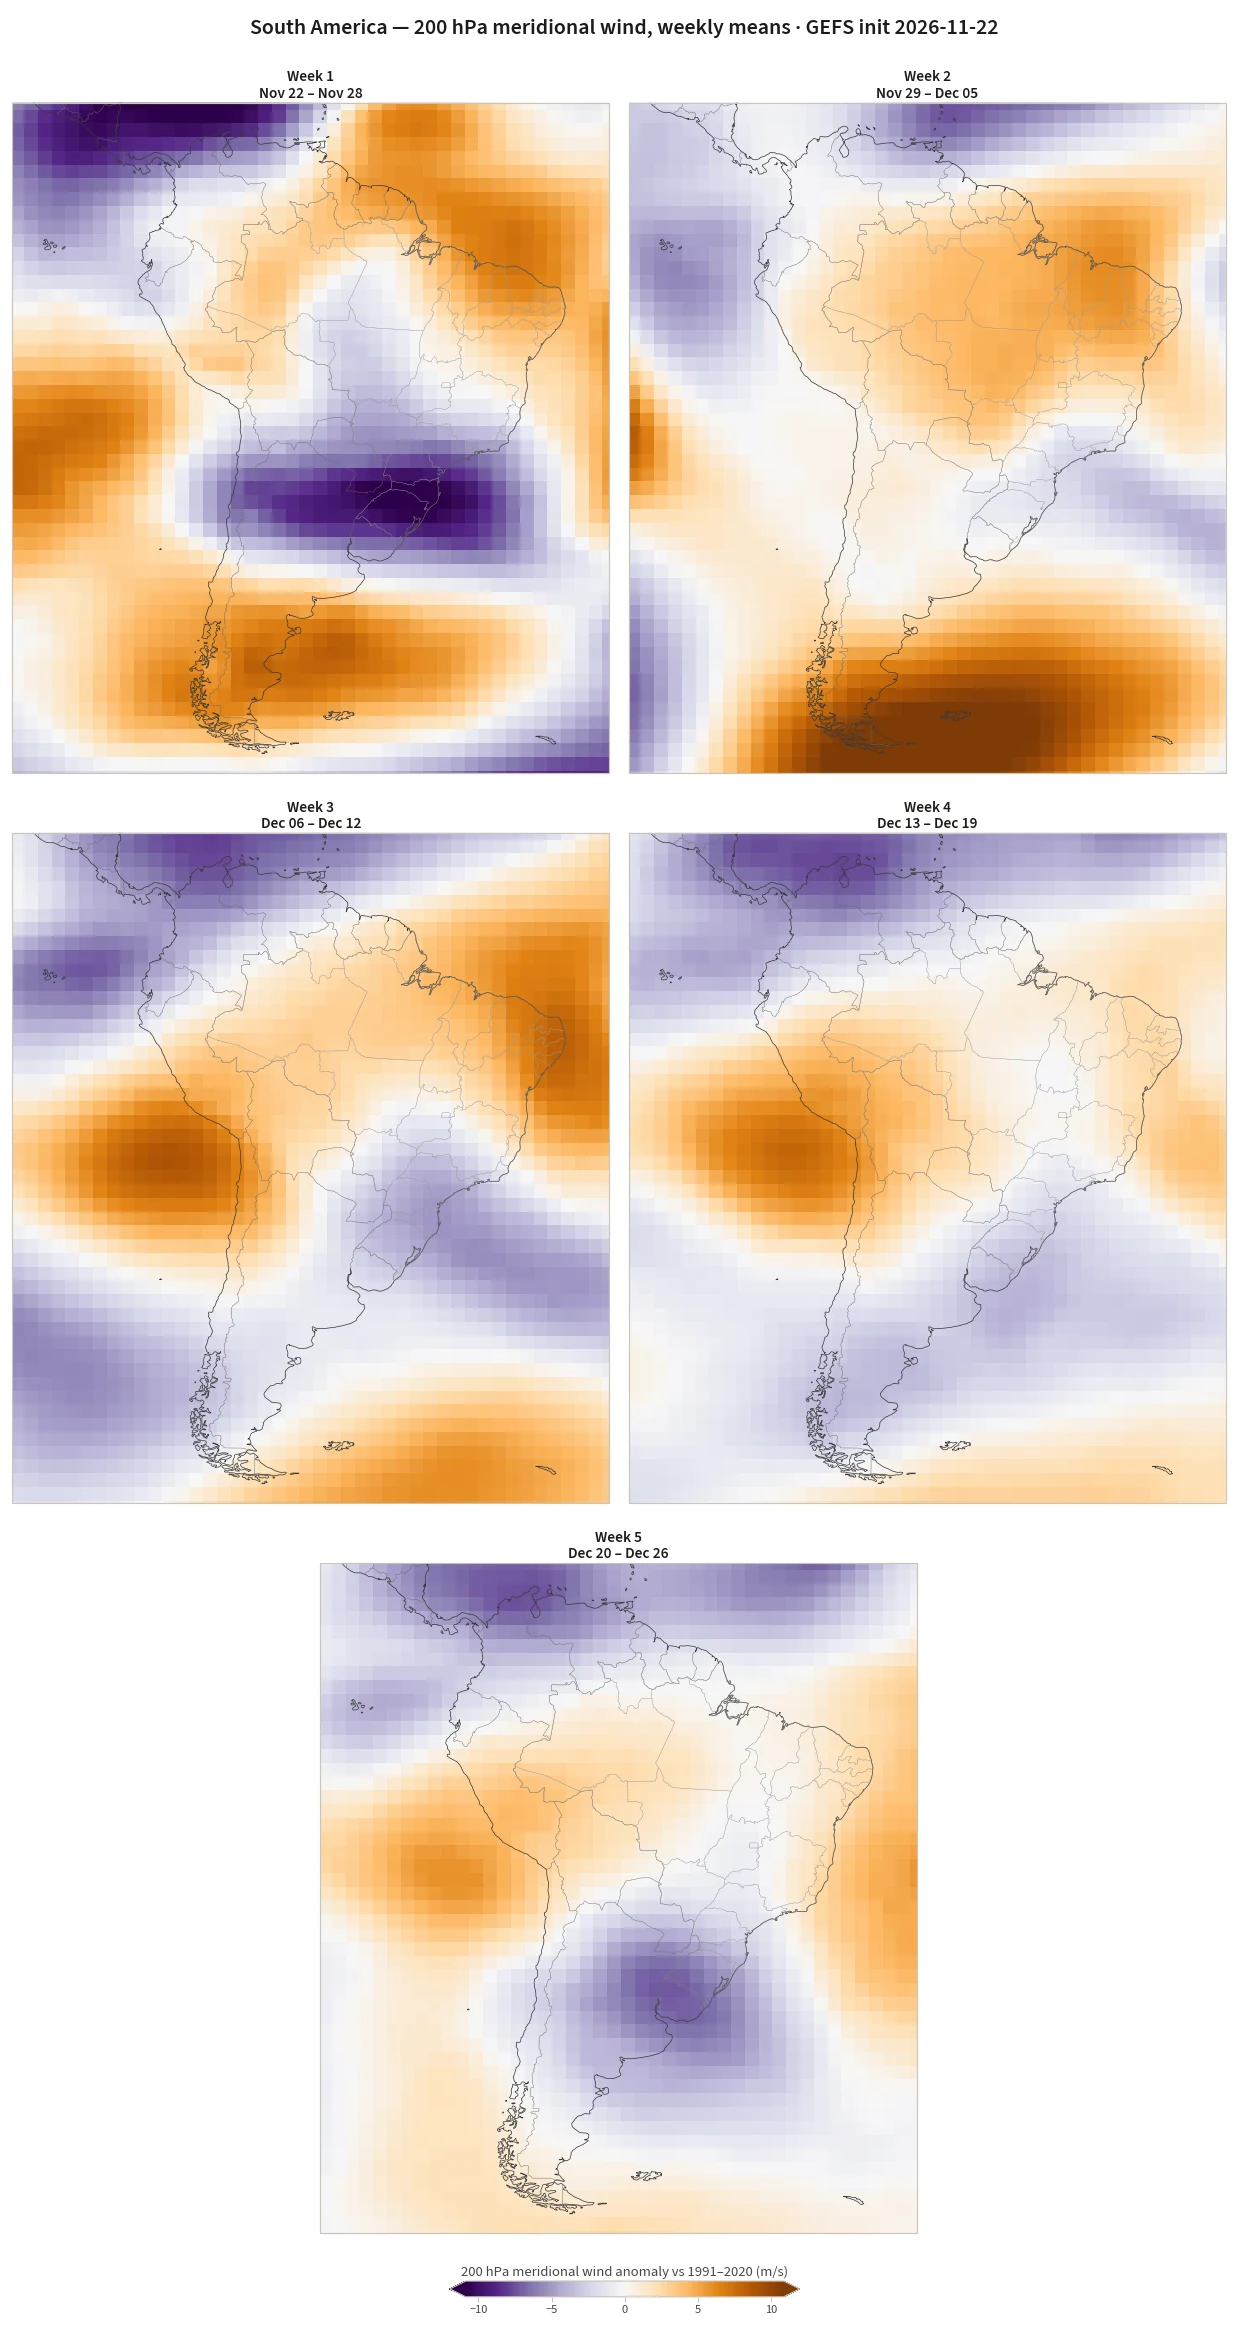 South America — 200 hPa meridional wind, weekly means · GEFS init 2026-11-22
Week 1
Nov 22 – Nov 28
Week 2
Nov 29 – Dec 05
Week 3
Dec 06 – Dec 12
Week 4
Dec 13 – Dec 19
Week 5
Dec 20 – Dec 26
200 hPa meridional wind anomaly vs 1991–2020 (m/s)
−10 −5 0 5 10